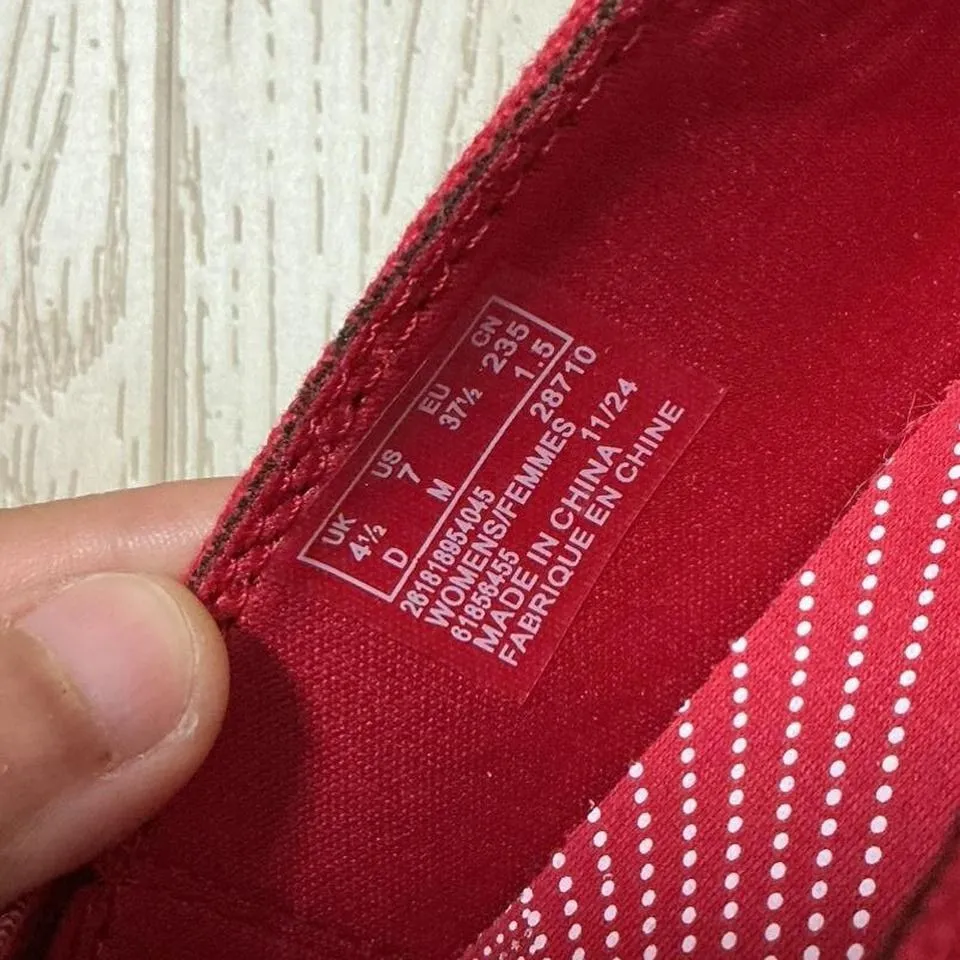 UK US EU CN
4½ 7 37½ 235
D M 1.5
261818954045
WOMENS/FEMMES 28710
61856455
MADE IN CHINA 11/24
FABRIQUE EN CHINE